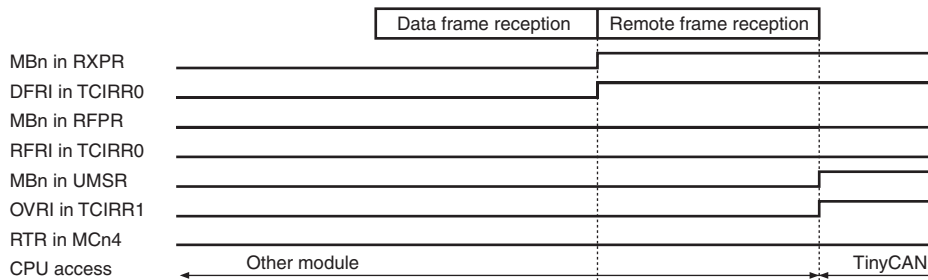 Data frame reception Remote frame reception
MBn in RXPR
DFRI in TCIRR0
MBn in RFPR
RFRI in TCIRR0
MBn in UMSR
OVRI in TCIRR1
RTR in MCn4
CPU access Other module TinyCAN